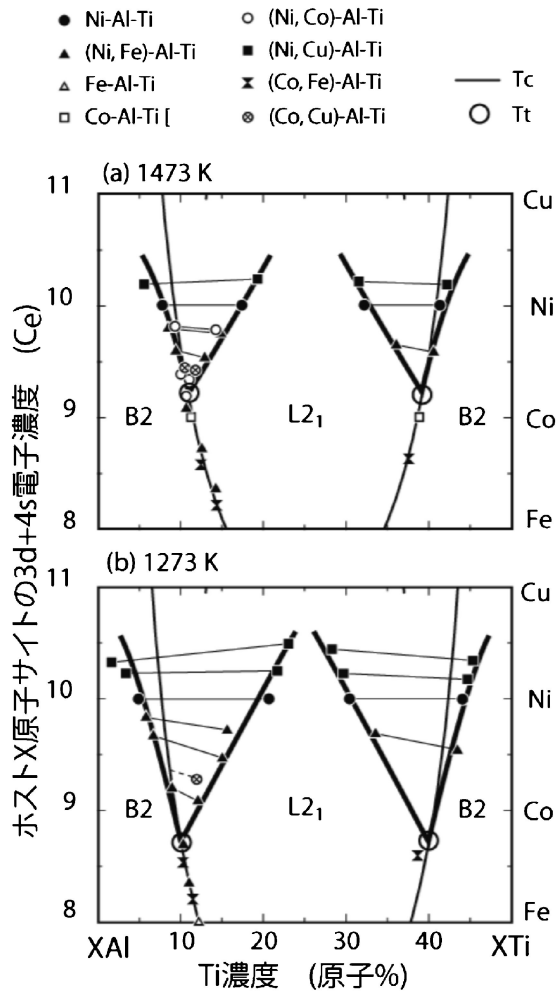 Ni-Al-Ti (Ni, Co)-Al-Ti
(Ni, Fe)-Al-Ti (Ni, Cu)-Al-Ti
Fe-Al-Ti (Co, Fe)-Al-Ti Tc
Co-Al-Ti [ (Co, Cu)-Al-Ti Tt
(a) 1473 K
11 Cu
10 Ni
9 Co
8 Fe
B2 L2₁ B2
ホストX原子サイトの3d+4s電子濃度 (Ce)
(b) 1273 K
11 Cu
10 Ni
9 Co
8 Fe
B2 L2₁ B2
XAl 10 20 30 40 XTi
Ti濃度 (原子%)